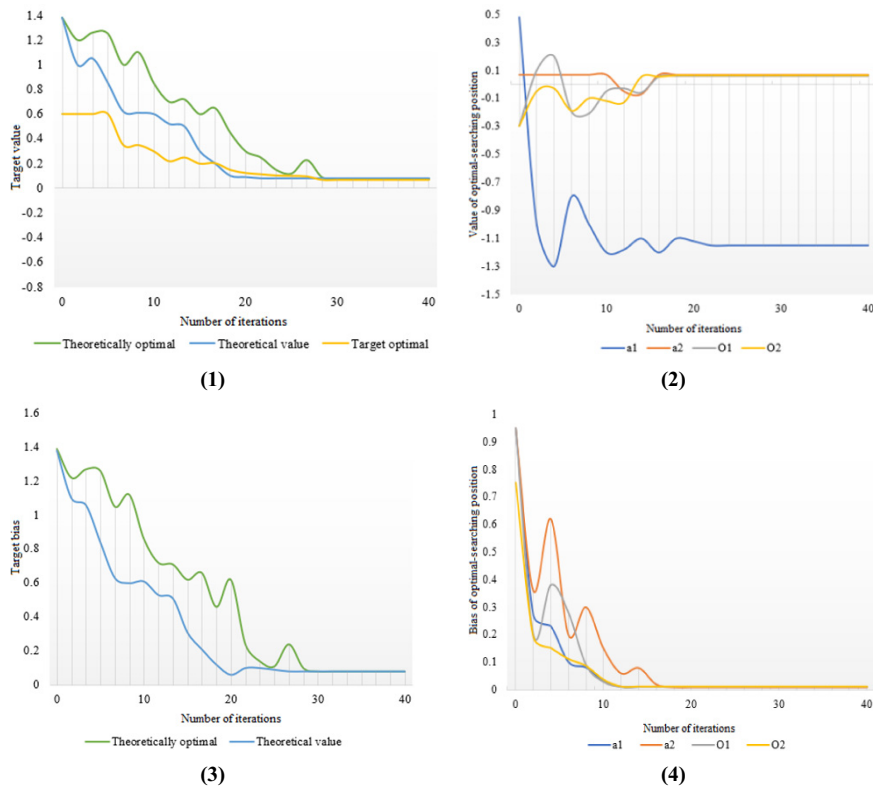 1.4
1.2
1
0.8
0.6
0.4
0.2
0
-0.2
-0.4
-0.6
-0.8
Target value
0 10 20 30 40
Number of iterations
Theoretically optimal Theoretical value Target optimal
(1)
0.5
0.3
0.1
-0.1
-0.3
-0.5
-0.7
-0.9
-1.1
-1.3
-1.5
Value of optimal-searching position
0 10 20 30 40
Number of iterations
a1 a2 O1 O2
(2)
1.6
1.4
1.2
1
0.8
0.6
0.4
0.2
0
Target bias
0 10 20 30 40
Number of iterations
Theoretically optimal Theoretical value
(3)
1
0.9
0.8
0.7
0.6
0.5
0.4
0.3
0.2
0.1
0
Bias of optimal-searching position
0 10 20 30 40
Number of iterations
a1 a2 O1 O2
(4)